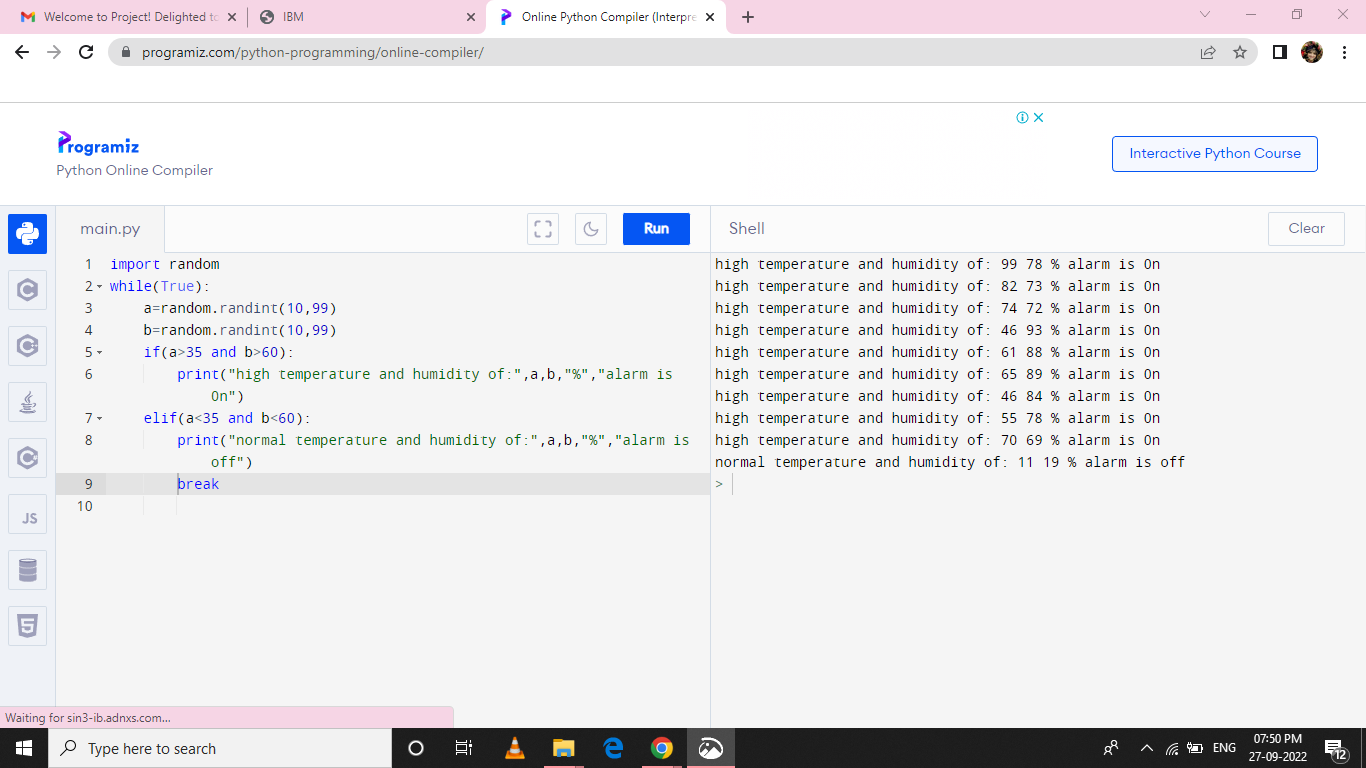 Welcome to Project! Delighted to
IBM
Online Python Compiler (Interpre
programiz.com/python-programming/online-compiler/
Programiz
Python Online Compiler
Interactive Python Course
main.py
Run
Shell
Clear
1 import random
2 while(True):
3 a=random.randint(10,99)
4 b=random.randint(10,99)
5 if(a>35 and b>60):
6 print("high temperature and humidity of:",a,b,"%","alarm is
On")
7 elif(a<35 and b<60):
8 print("normal temperature and humidity of:",a,b,"%","alarm is
off")
9 break
10
high temperature and humidity of: 99 78 % alarm is On
high temperature and humidity of: 82 73 % alarm is On
high temperature and humidity of: 74 72 % alarm is On
high temperature and humidity of: 46 93 % alarm is On
high temperature and humidity of: 61 88 % alarm is On
high temperature and humidity of: 65 89 % alarm is On
high temperature and humidity of: 46 84 % alarm is On
high temperature and humidity of: 55 78 % alarm is On
high temperature and humidity of: 70 69 % alarm is On
normal temperature and humidity of: 11 19 % alarm is off
>
JS
Waiting for sin3-ib.adnxs.com...
Type here to search
ENG
07:50 PM
27-09-2022
12